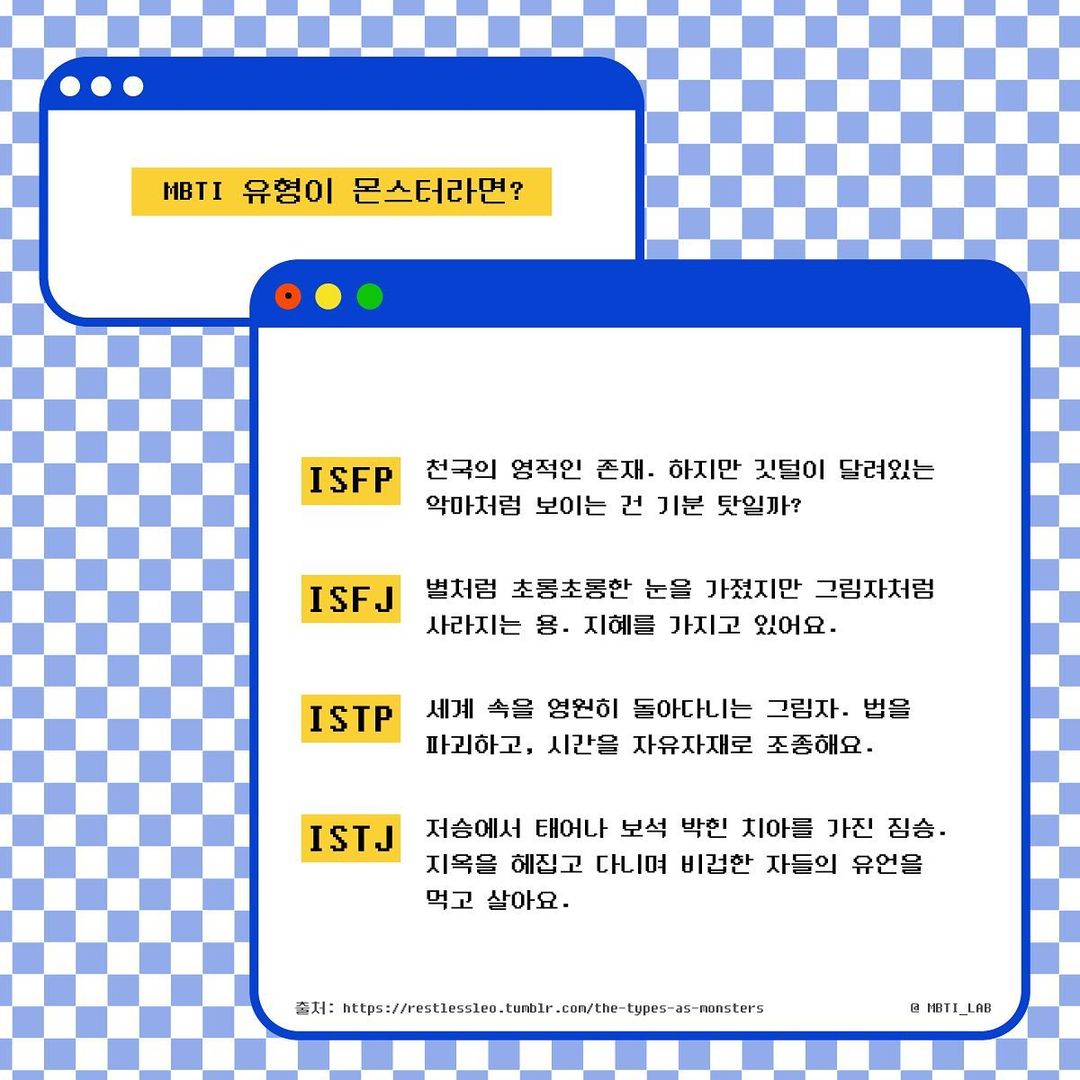 MBTI 유형이 몬스터라면?
ISFP
천국의 영적인 존재. 하지만 깃털이 달려있는
악마처럼 보이는 건 기분 탓일까?
ISFJ
별처럼 초롱초롱한 눈을 가졌지만 그림자처럼
사라지는 용. 지혜를 가지고 있어요.
ISTP
세계 속을 영원히 돌아다니는 그림자. 법을
파괴하고, 시간을 자유자재로 조종해요.
ISTJ
저승에서 태어나 보석 박힌 치아를 가진 짐승.
지옥을 헤집고 다니며 비겁한 자들의 유언을
먹고 살아요.
출처: https://restlessleo.tumblr.com/the-types-as-monsters
@ MBTI_LAB